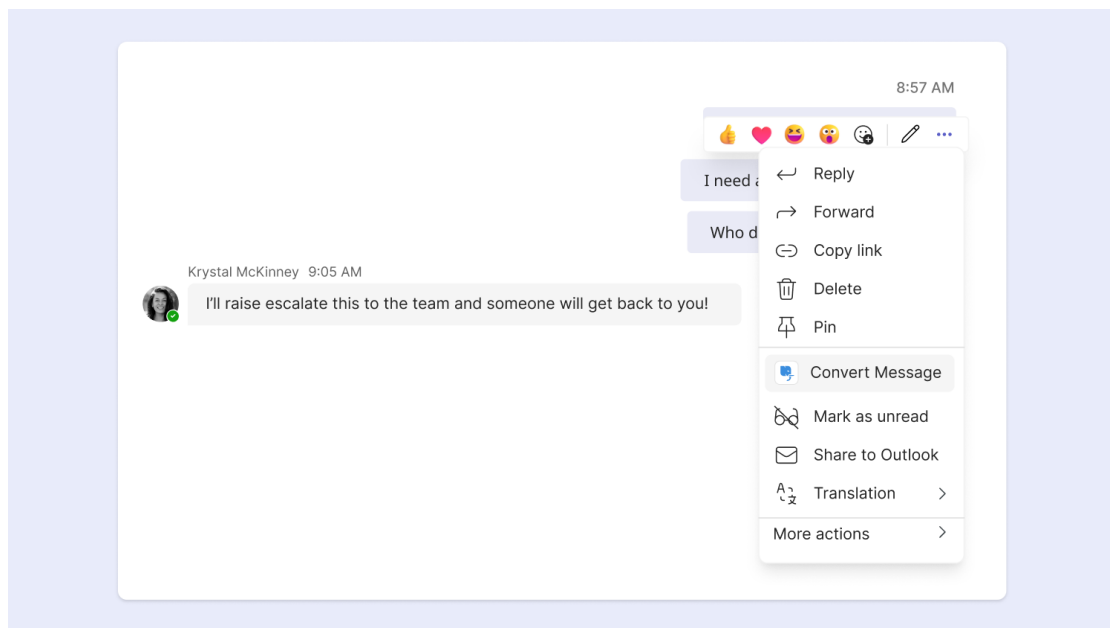 8:57 AM
I need
Who
Krystal McKinney 9:05 AM
I'll raise escalate this to the team and someone will get back to you!
Reply
Forward
Copy link
Delete
Pin
Convert Message
Mark as unread
Share to Outlook
Translation
More actions